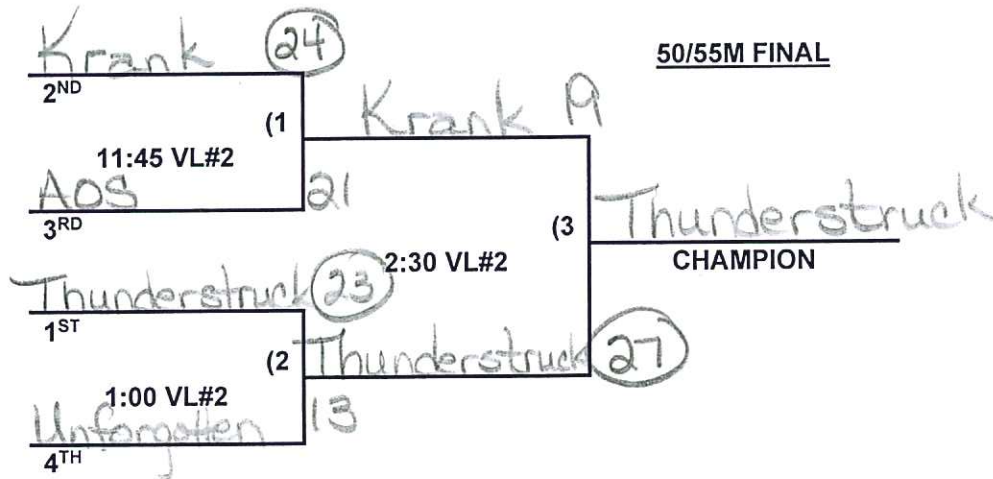 Krank 24
50/55M FINAL
2ND
(1
Krank 19
11:45 VL#2
AOS 21
3RD
(3
Thunderstruck
2:30 VL#2
CHAMPION
Thunderstruck 23
1ST
(2
Thunderstruck 27
1:00 VL#2
Unforgotten 13
4TH